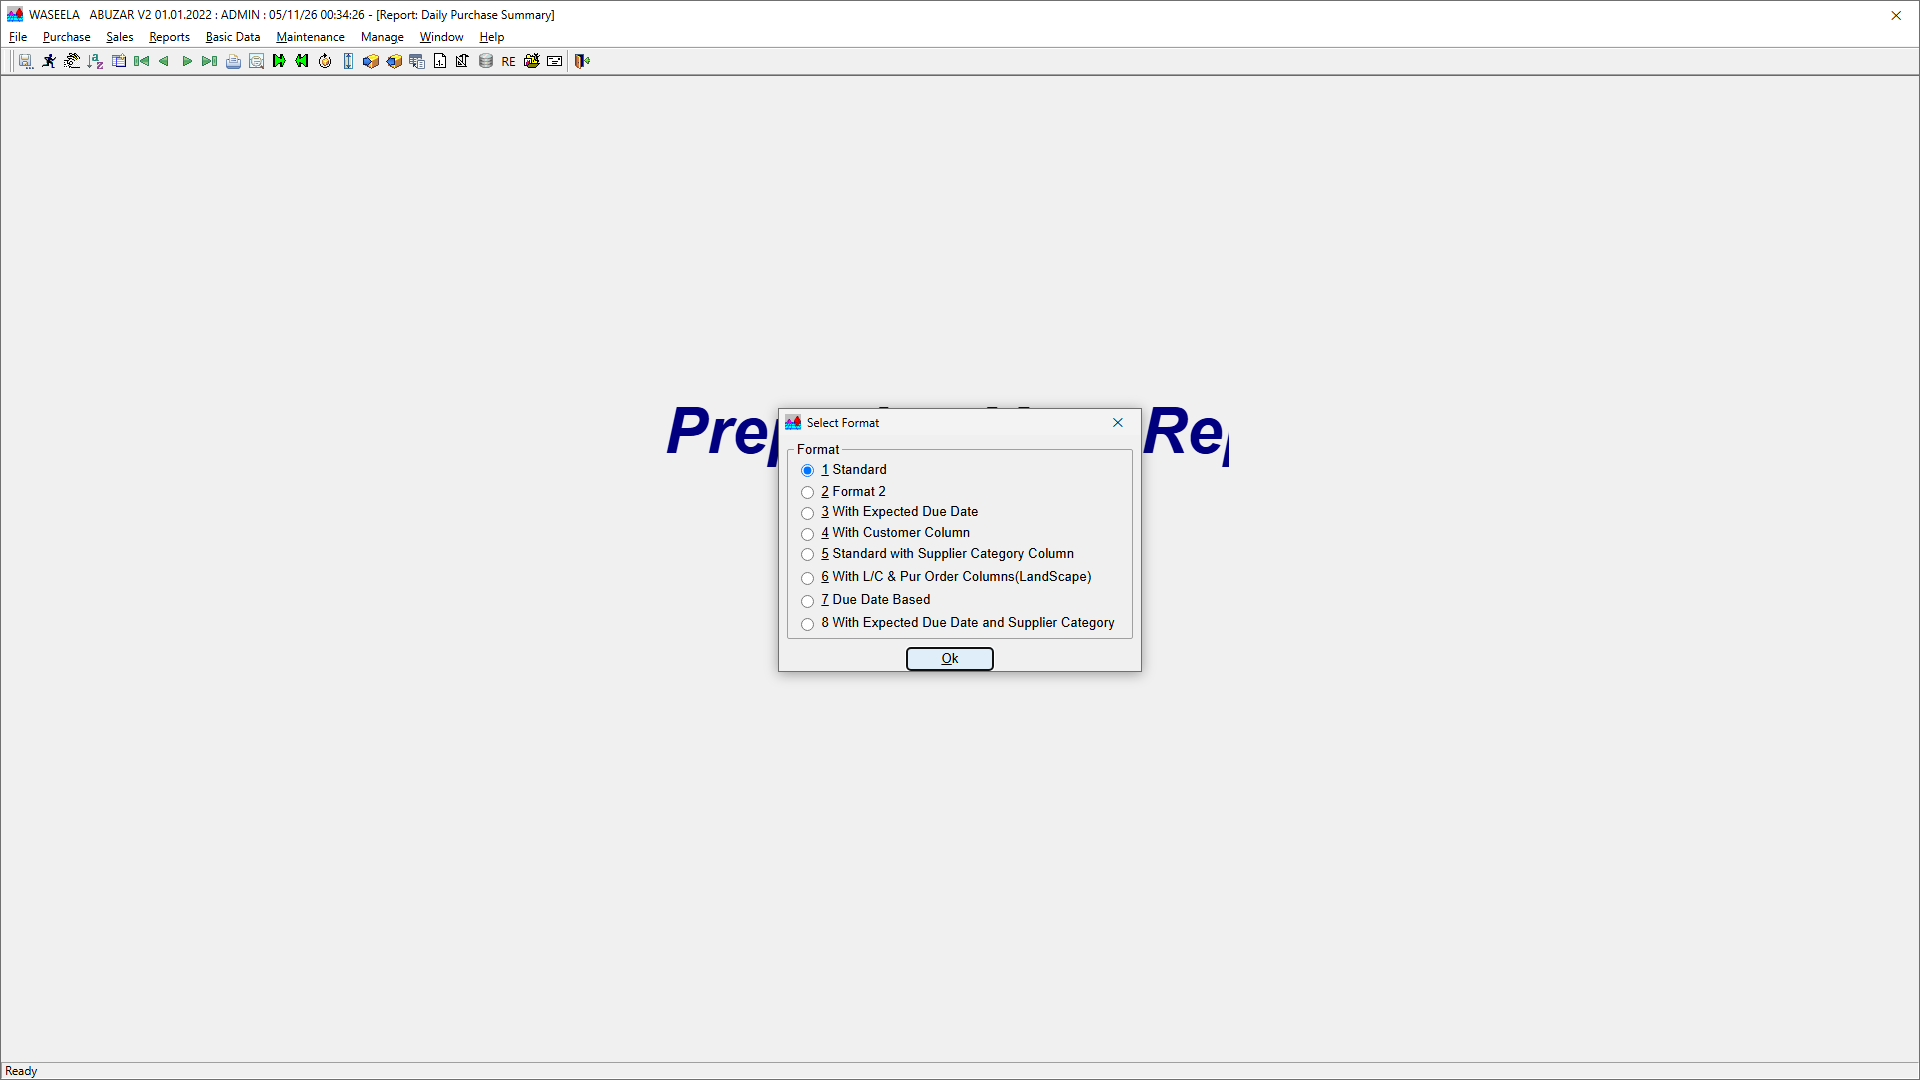 WASEELA   ABUZAR V2 01.01.2022 : ADMIN : 05/11/26 00:34:26 - [Report: Daily Purchase Summary]
File Purchase Sales Reports Basic Data Maintenance Manage Window Help
RE
Select Format
Format
1 Standard
2 Format 2
3 With Expected Due Date
4 With Customer Column
5 Standard with Supplier Category Column
6 With L/C & Pur Order Columns(LandScape)
7 Due Date Based
8 With Expected Due Date and Supplier Category
Ok
Ready